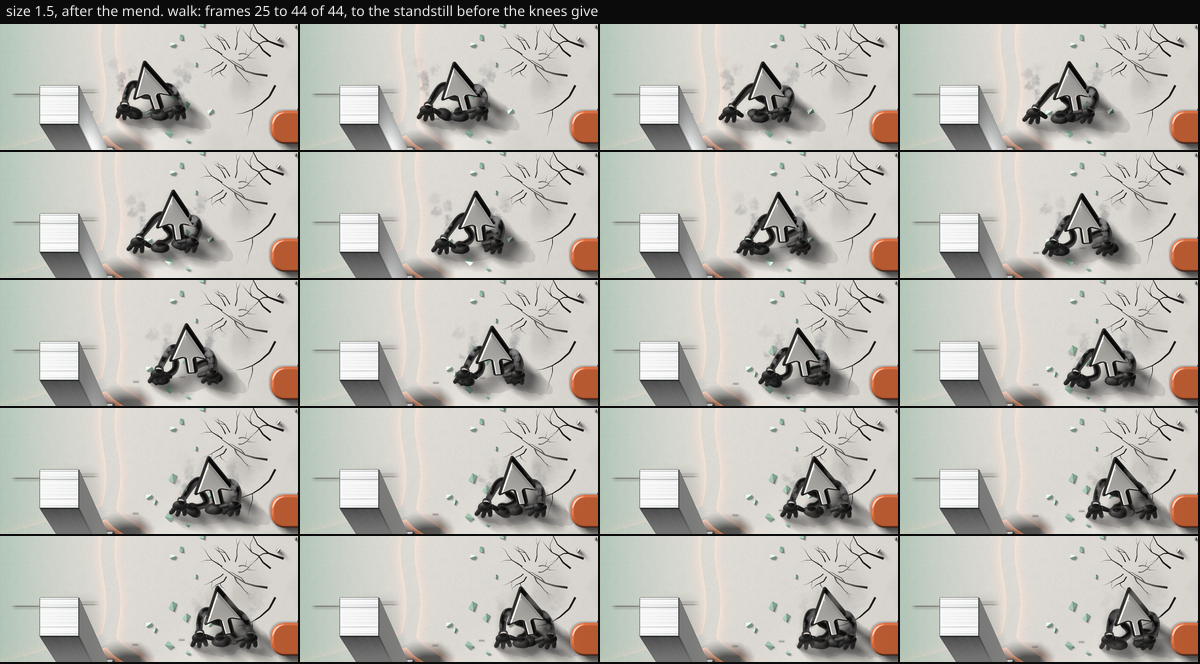 size 1.5, after the mend. walk: frames 25 to 44 of 44, to the standstill before the knees give